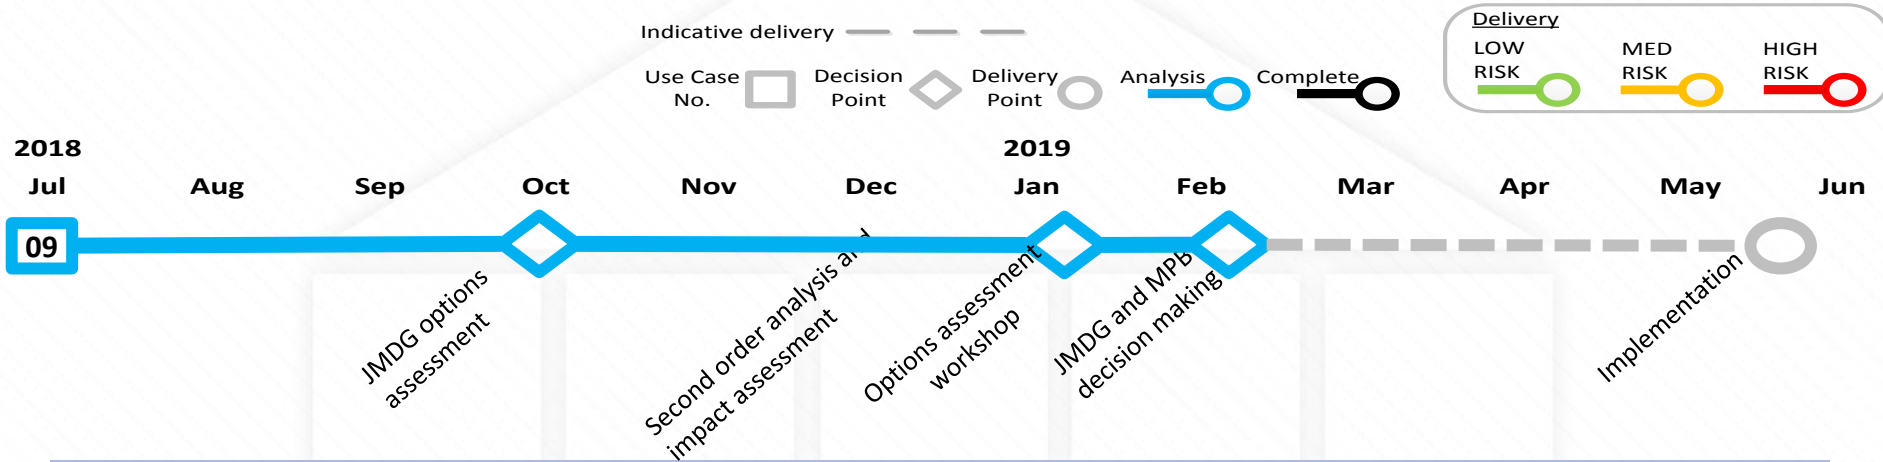 Indicative delivery
Use Case
No.
Decision
Point
Delivery
Point
Analysis
Complete
Delivery
LOW
RISK
MED
RISK
HIGH
RISK
2018
2019
Jul Aug Sep Oct Nov Dec Jan Feb Mar Apr May Jun
09
JMDG options
assessment
Second order analysis and
impact assessment
Options assessment
workshop
JMDG and MPB
decision making
Implementation